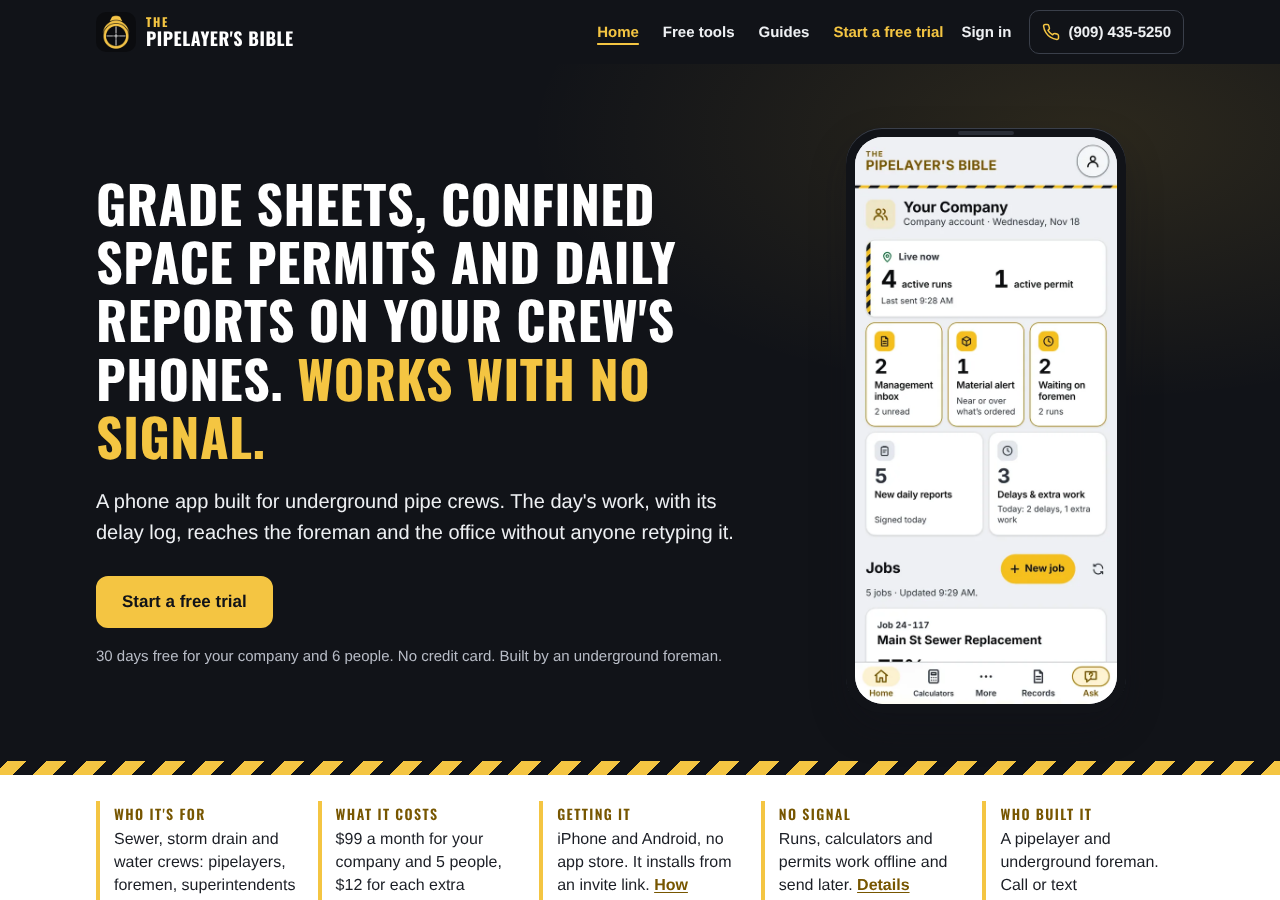 THE
PIPELAYER'S BIBLE
Home
Free tools
Guides
Start a free trial
Sign in
(909) 435-5250
GRADE SHEETS, CONFINED
SPACE PERMITS AND DAILY
REPORTS ON YOUR CREW'S
PHONES. WORKS WITH NO
SIGNAL.
A phone app built for underground pipe crews. The day's work, with its
delay log, reaches the foreman and the office without anyone retyping it.
Start a free trial
30 days free for your company and 6 people. No credit card. Built by an underground foreman.
THE
PIPELAYER'S BIBLE
Your Company
Company account · Wednesday, Nov 18
Live now
4 active runs
1 active permit
Last sent 9:28 AM
2
Management
inbox
2 unread
1
Material alert
Near or over
what's ordered
2
Waiting on
foremen
2 runs
5
New daily reports
Signed today
3
Delays & extra work
Today: 2 delays, 1 extra
work
Jobs
+ New job
5 jobs · Updated 9:29 AM.
Job 24-117
Main St Sewer Replacement
Home
Calculators
More
Records
Ask
WHO IT'S FOR
Sewer, storm drain and
water crews: pipelayers,
foremen, superintendents
WHAT IT COSTS
$99 a month for your
company and 5 people,
$12 for each extra
GETTING IT
iPhone and Android, no
app store. It installs from
an invite link. How
NO SIGNAL
Runs, calculators and
permits work offline and
send later. Details
WHO BUILT IT
A pipelayer and
underground foreman.
Call or text